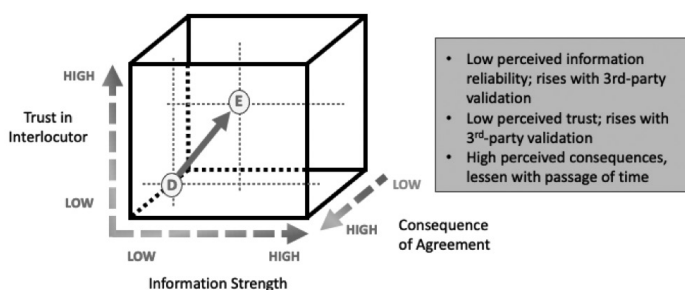 HIGH
Trust in
Interlocutor
LOW
E
D
LOW
HIGH
Information Strength
LOW
HIGH
Consequence
of Agreement
• Low perceived information
reliability; rises with 3rd-party
validation
• Low perceived trust; rises with
3rd-party validation
• High perceived consequences,
lessen with passage of time